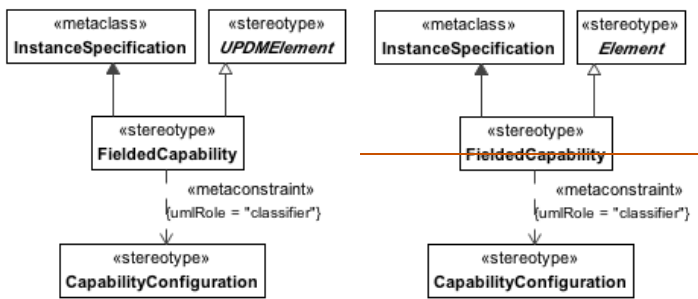 «metaclass»
InstanceSpecification
«stereotype»
UPDMElement
«stereotype»
FieldedCapability
«metaconstraint»
{umlRole = "classifier"}
«stereotype»
CapabilityConfiguration
«metaclass»
InstanceSpecification
«stereotype»
Element
«stereotype»
FieldedCapability
«metaconstraint»
{umlRole = "classifier"}
«stereotype»
CapabilityConfiguration